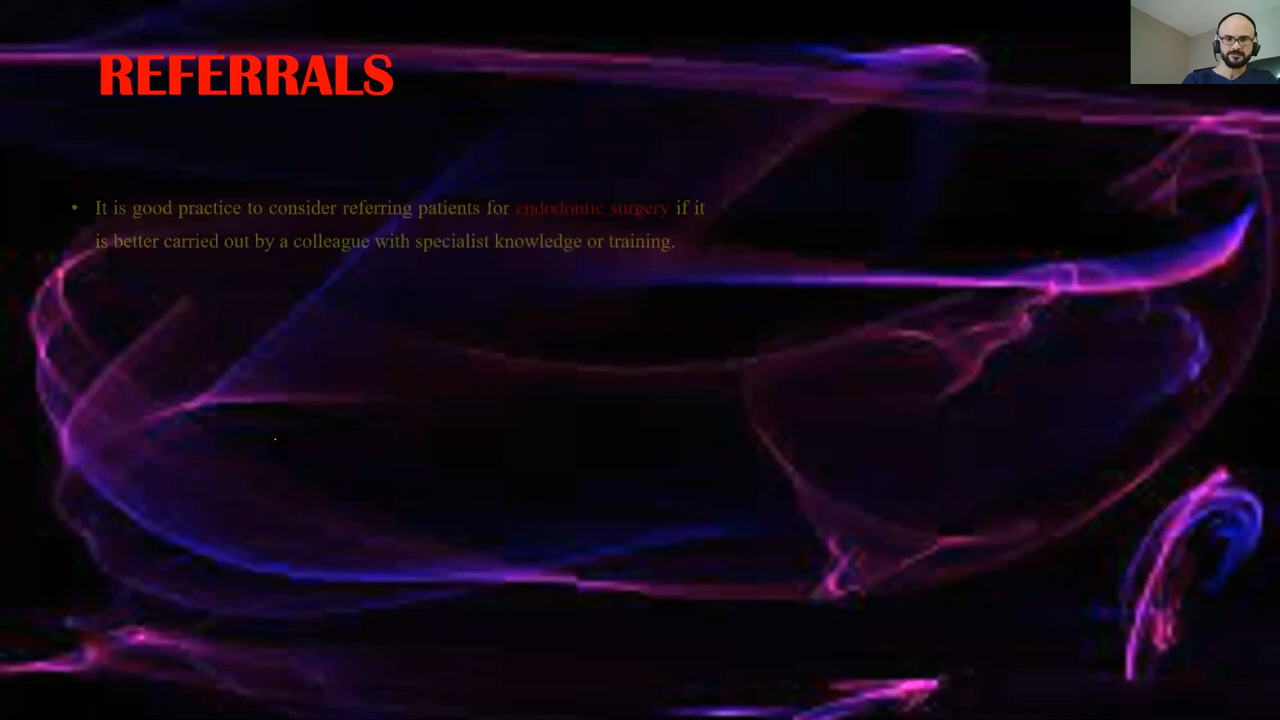 REFERRALS
• It is good practice to consider referring patients for endodontic surgery if it
is better carried out by a colleague with specialist knowledge or training.